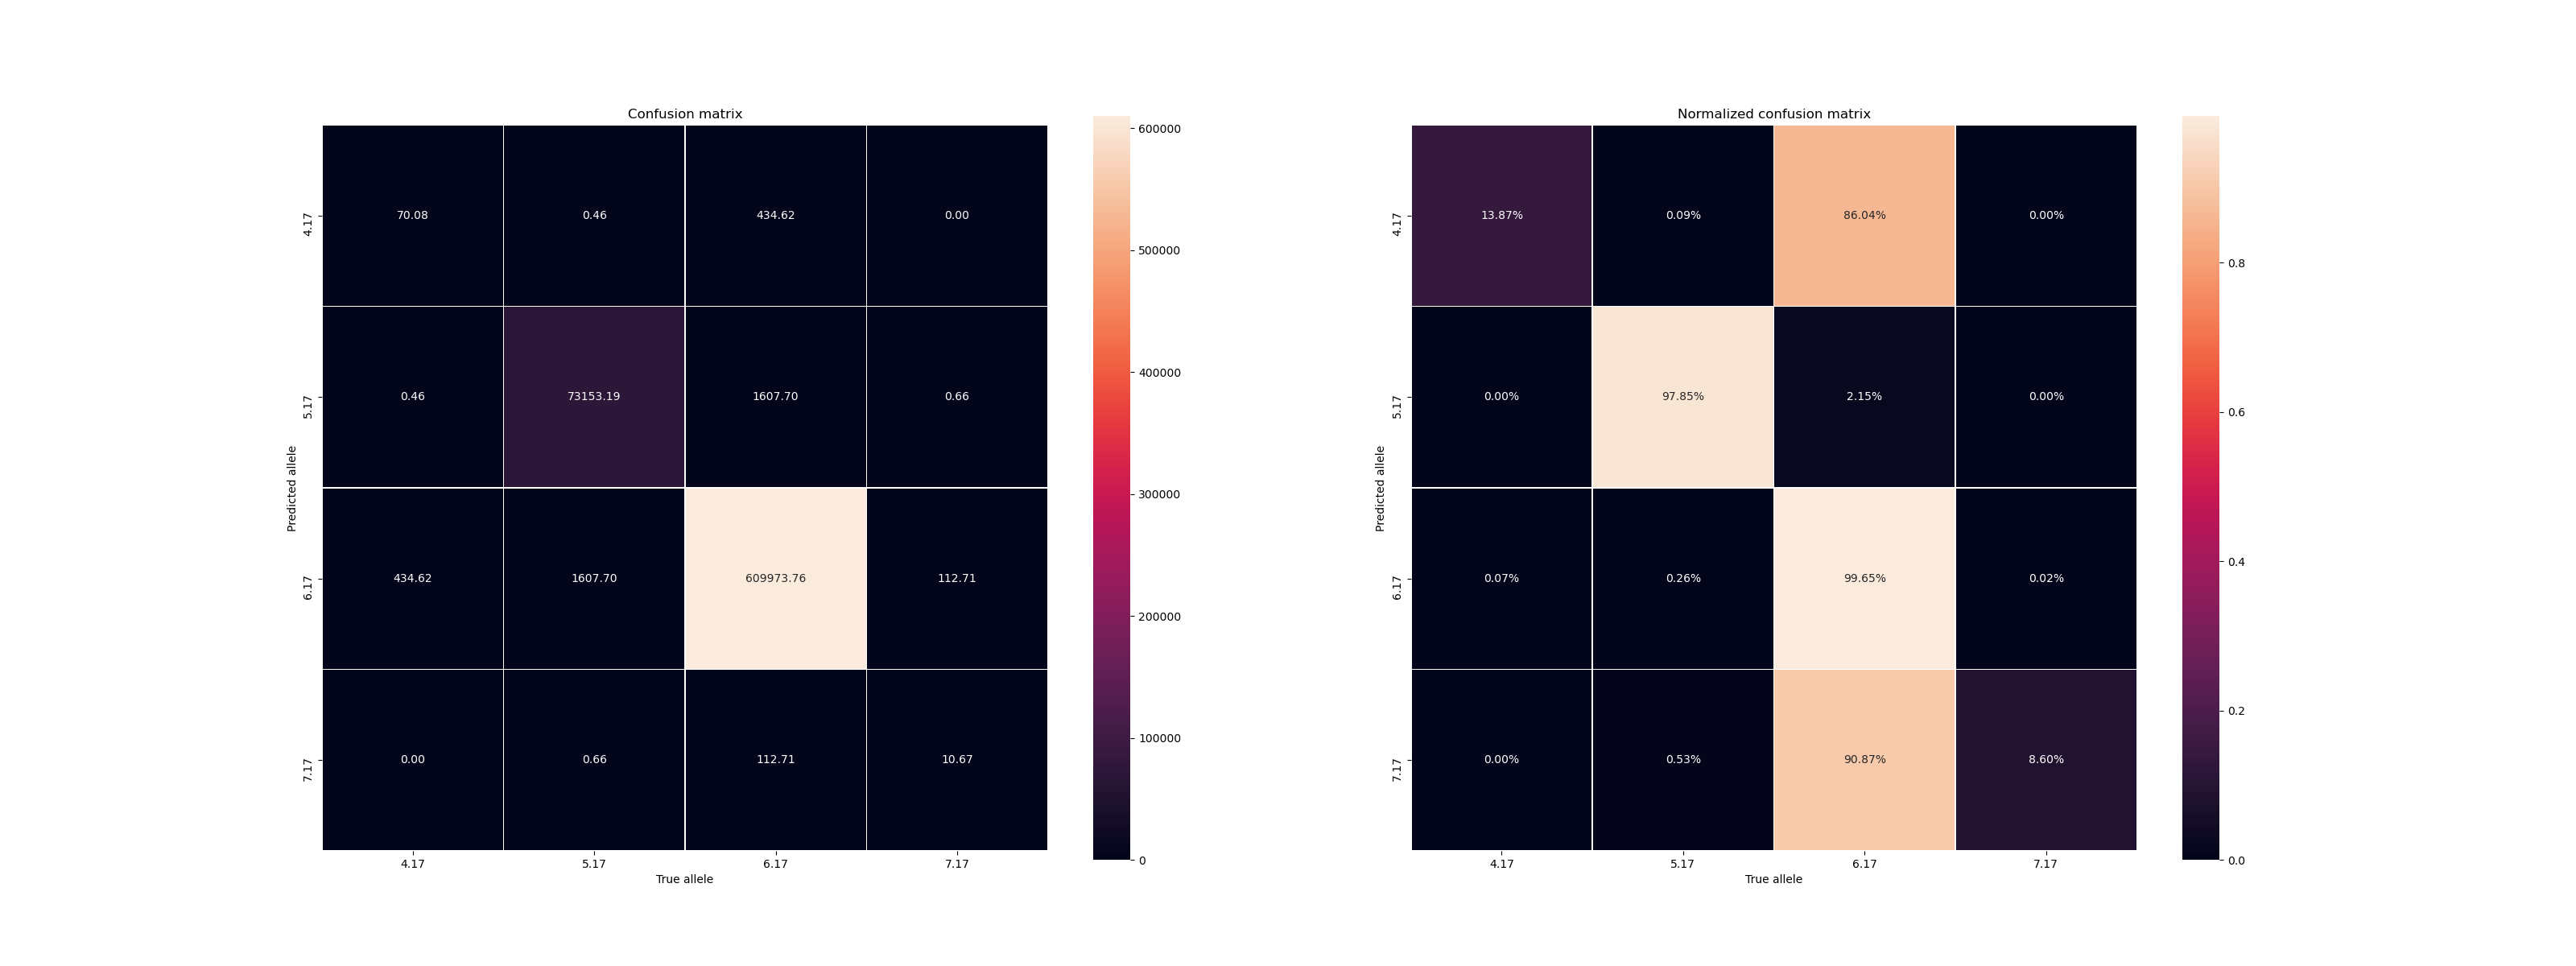 Confusion matrix
4.17 70.08 0.46 434.62 0.00
5.17 0.46 73153.19 1607.70 0.66
6.17 434.62 1607.70 609973.76 112.71
7.17 0.00 0.66 112.71 10.67
4.17 5.17 6.17 7.17
True allele
Predicted allele
600000
500000
400000
300000
200000
100000
0
Normalized confusion matrix
4.17 13.87% 0.09% 86.04% 0.00%
5.17 0.00% 97.85% 2.15% 0.00%
6.17 0.07% 0.26% 99.65% 0.02%
7.17 0.00% 0.53% 90.87% 8.60%
4.17 5.17 6.17 7.17
True allele
Predicted allele
0.8
0.6
0.4
0.2
0.0